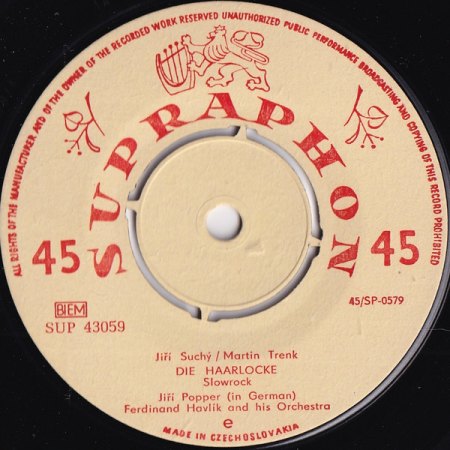 ALL RIGHTS OF THE MANUFACTURER AND OF THE OWNER OF THE RECORDED WORK RESERVED UNAUTHORIZED PUBLIC PERFORMANCE BROADCASTING AND COPYING OF THIS RECORD PROHIBITED
SUPRAPHON
45 45
45/SP-0579
BIEM
SUP 43059
Jiří Suchý / Martin Trenk
DIE HAARLOCKE
Slowrock
Jiří Popper (in German)
Ferdinand Havlík and his Orchestra
e
MADE IN CZECHOSLOVAKIA